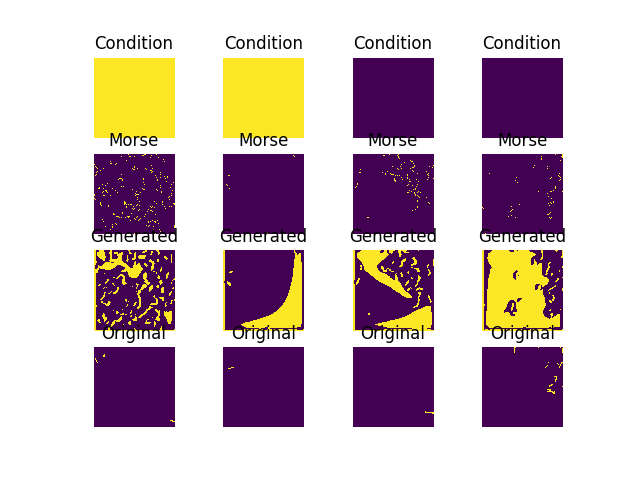 Condition Condition Condition Condition
Morse Morse Morse Morse
Generated Generated Generated Generated
Original Original Original Original